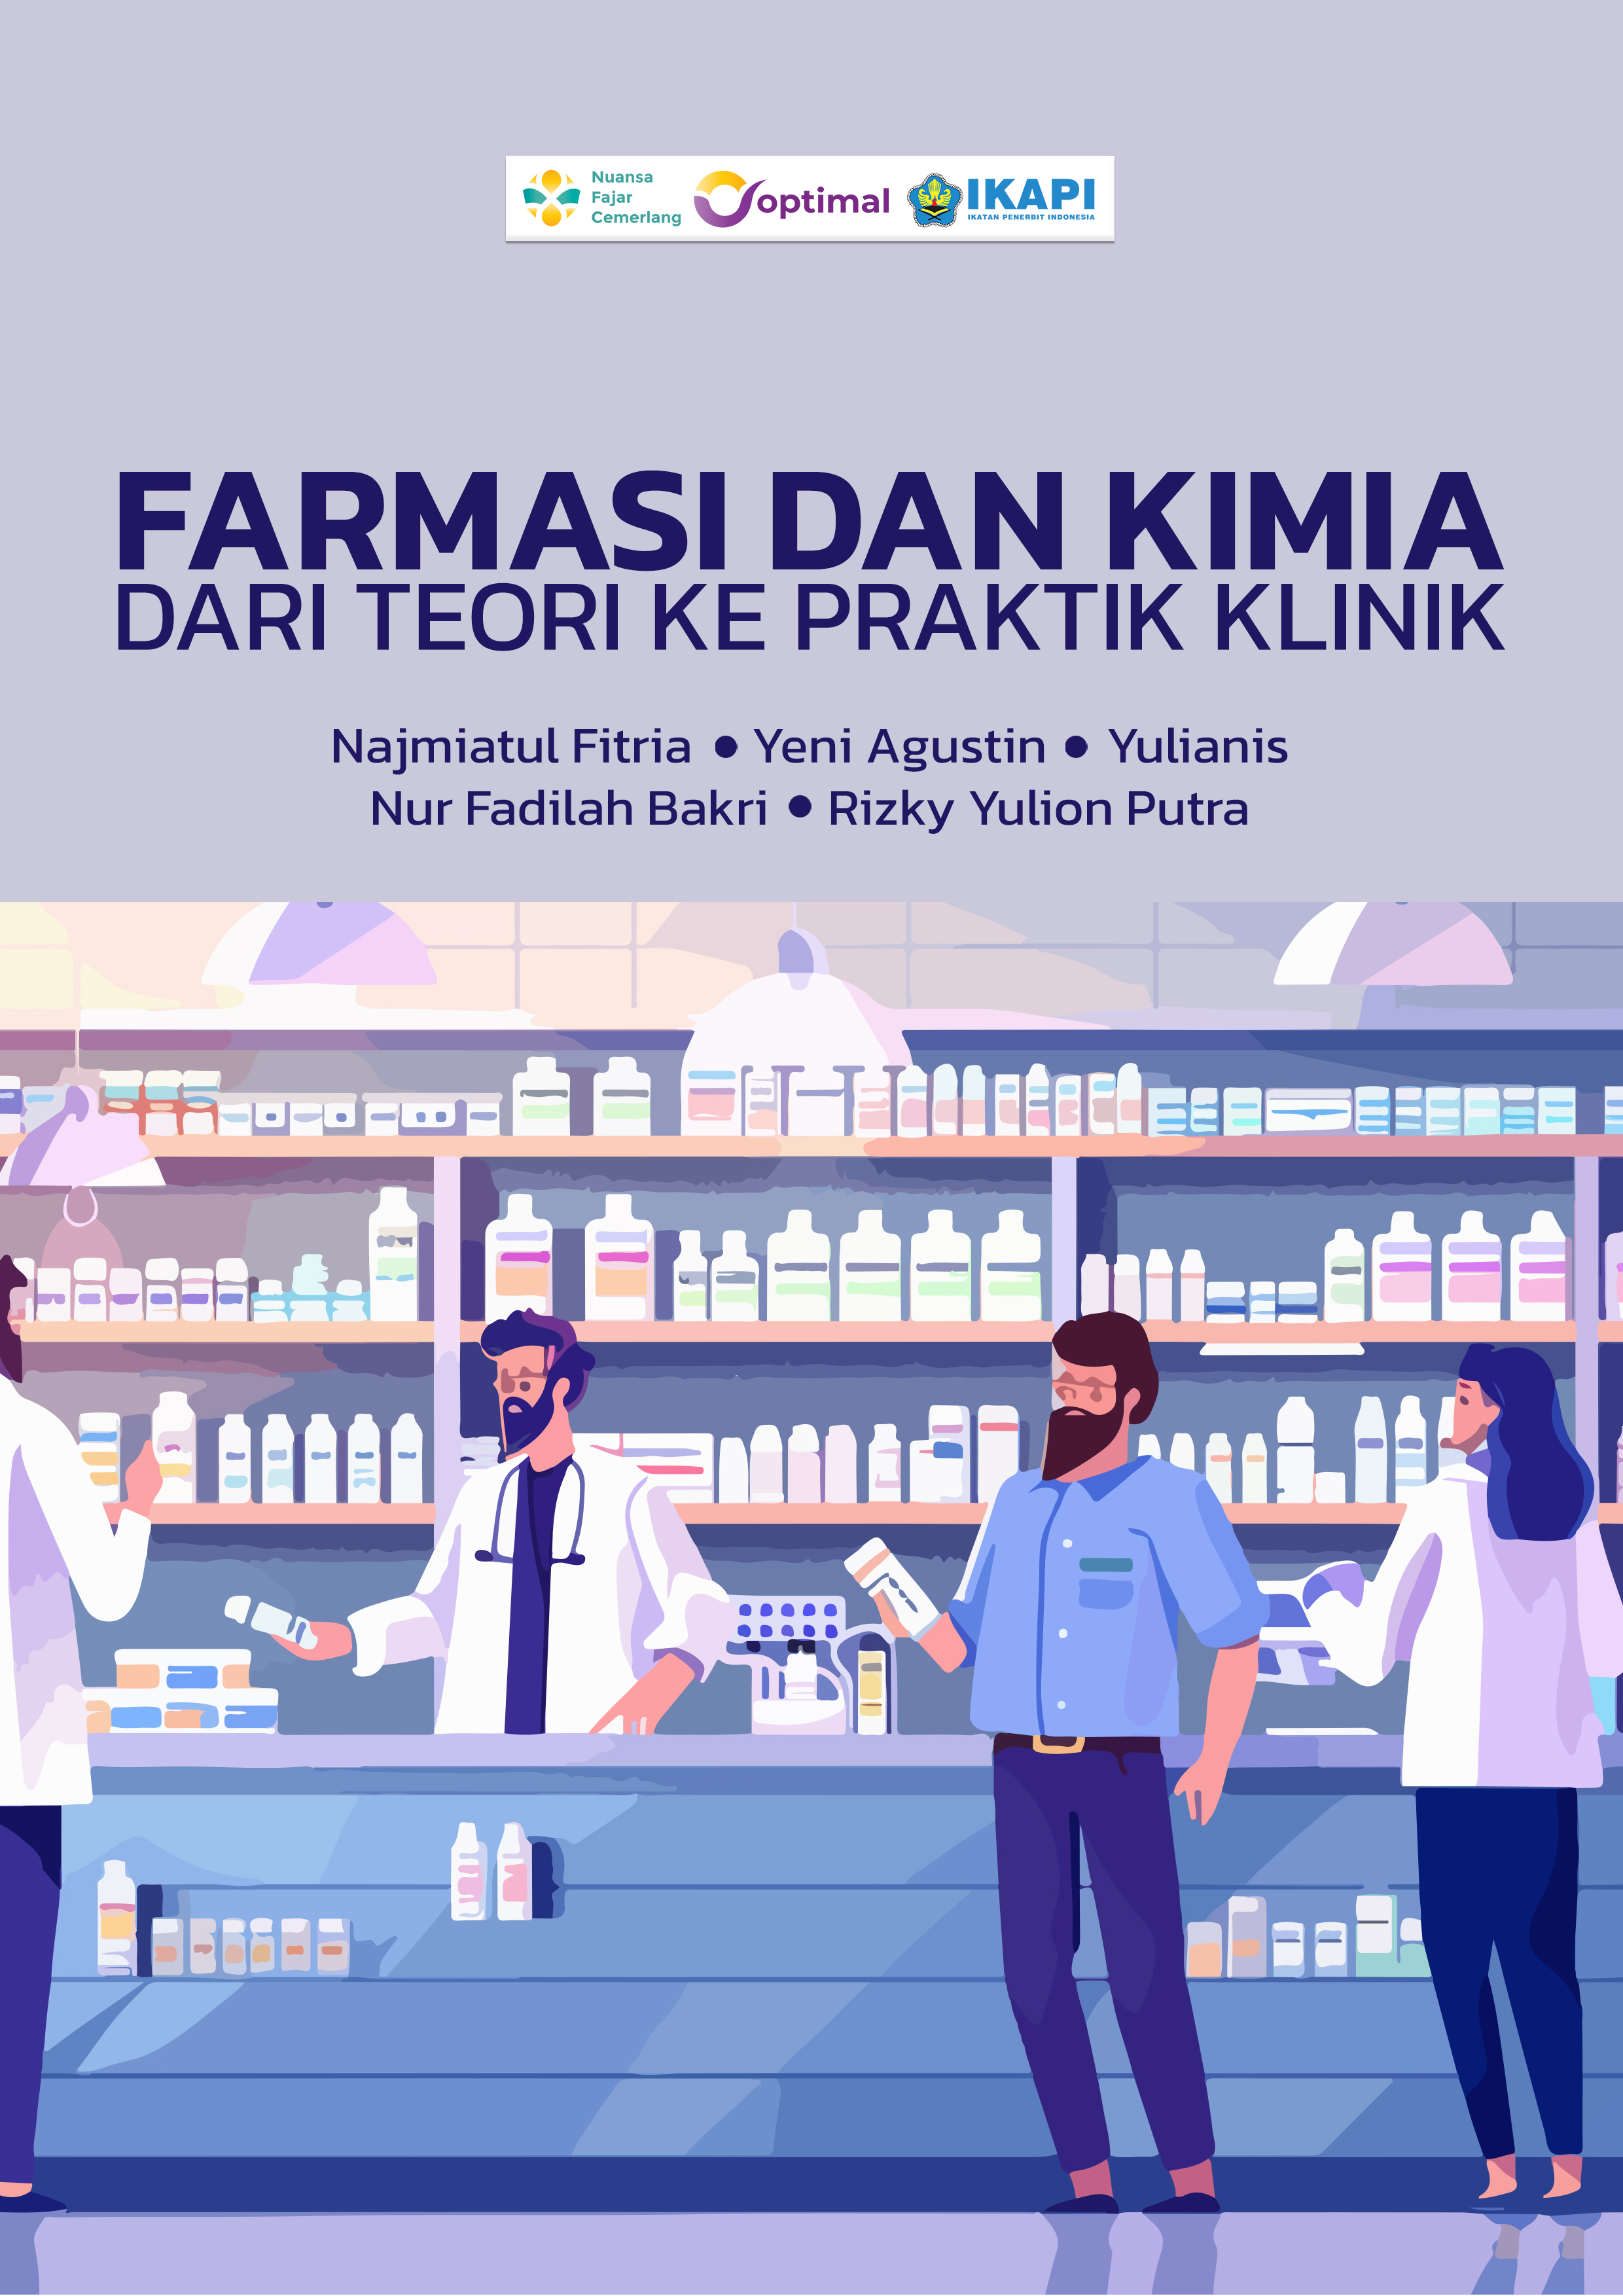 Nuansa
Fajar
Cemerlang
optimal
IKAPI
IKATAN PENERBIT INDONESIA
FARMASI DAN KIMIA
DARI TEORI KE PRAKTIK KLINIK
Najmiatul Fitria ● Yeni Agustin ● Yulianis
Nur Fadilah Bakri ● Rizky Yulion Putra